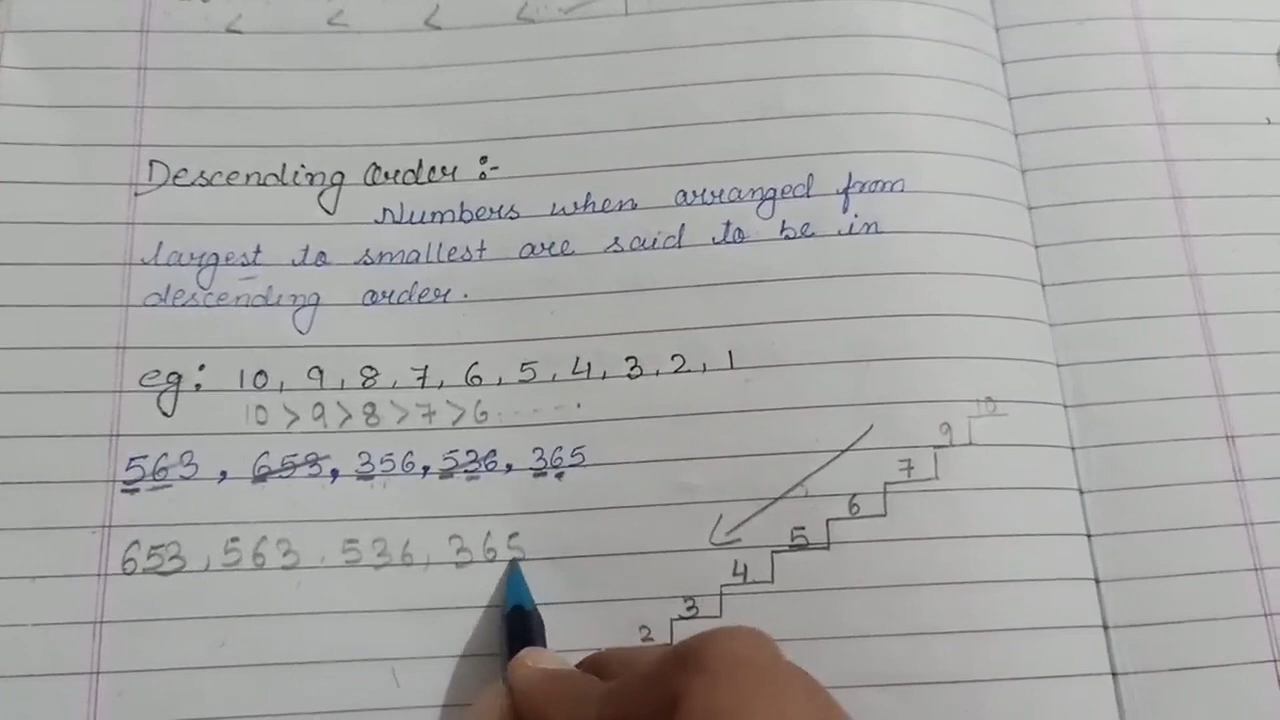 < < < <
Descending order :-
Numbers when arranged from
largest to smallest are said to be in
descending order.
eg: 10, 9, 8, 7, 6, 5, 4, 3, 2, 1
10 > 9 > 8 > 7 > 6 ......
563, 653, 356, 536, 365
653, 563, 536, 365
10
9
7
6
5
4
3
2